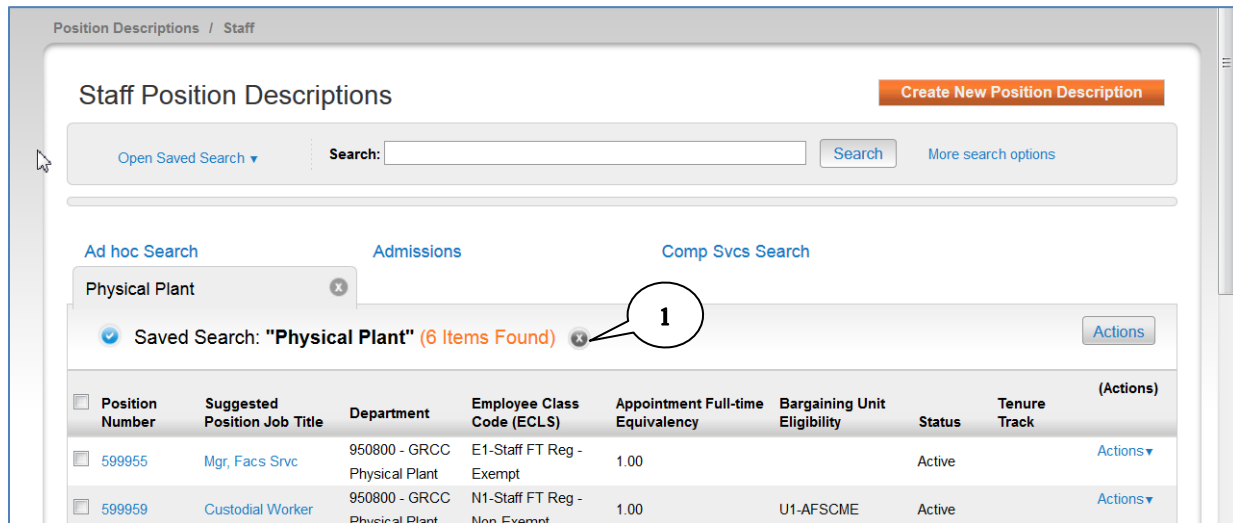 Position Descriptions / Staff
Staff Position Descriptions
Create New Position Description
Open Saved Search ▾
Search:
Search
More search options
Ad hoc Search
Admissions
Comp Svcs Search
Physical Plant
Saved Search: "Physical Plant" (6 Items Found)
1
Actions
Position Number
Suggested Position Job Title
Department
Employee Class Code (ECLS)
Appointment Full-time Equivalency
Bargaining Unit Eligibility
Status
Tenure Track
(Actions)
599955
Mgr, Facs Srvc
950800 - GRCC Physical Plant
E1-Staff FT Reg - Exempt
1.00
Active
Actions▾
599959
Custodial Worker
950800 - GRCC Physical Plant
N1-Staff FT Reg - Non Exempt
1.00
U1-AFSCME
Active
Actions▾